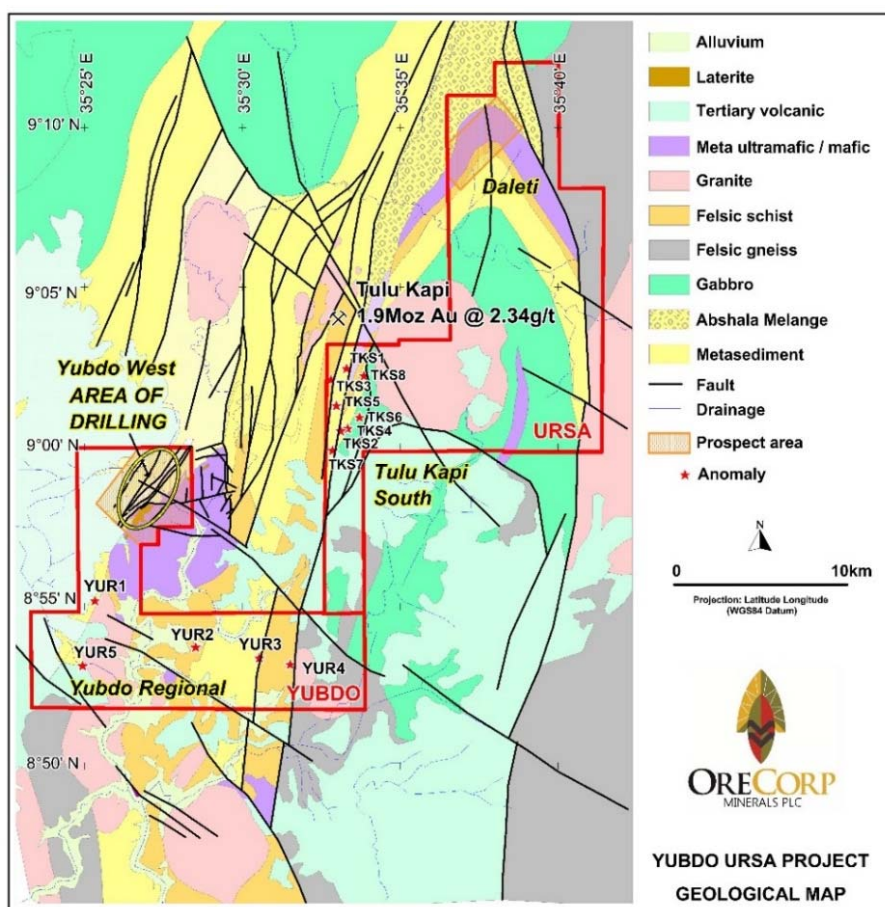 35°25' E
35°30' E
35°35' E
35°40' E
9°10' N
Daleti
9°05' N
Tulu Kapi
1.9Moz Au @ 2.34g/t
Yubdo West
AREA OF
DRILLING
TKS1
TKS8
TKS3
TKS5
TKS6
TKS4
TKS2
TKS7
URSA
9°00' N
Tulu Kapi
South
8°55' N
YUR1
YUR2
YUR3
YUR4
YUR5
Yubdo Regional
YUBDO
8°50' N
Alluvium
Laterite
Tertiary volcanic
Meta ultramafic / mafic
Granite
Felsic schist
Felsic gneiss
Gabbro
Abshala Melange
Metasediment
Fault
Drainage
Prospect area
Anomaly
N
0 10km
Projection: Latitude Longitude
(WGS84 Datum)
ORECORP
MINERALS PLC
YUBDO URSA PROJECT
GEOLOGICAL MAP